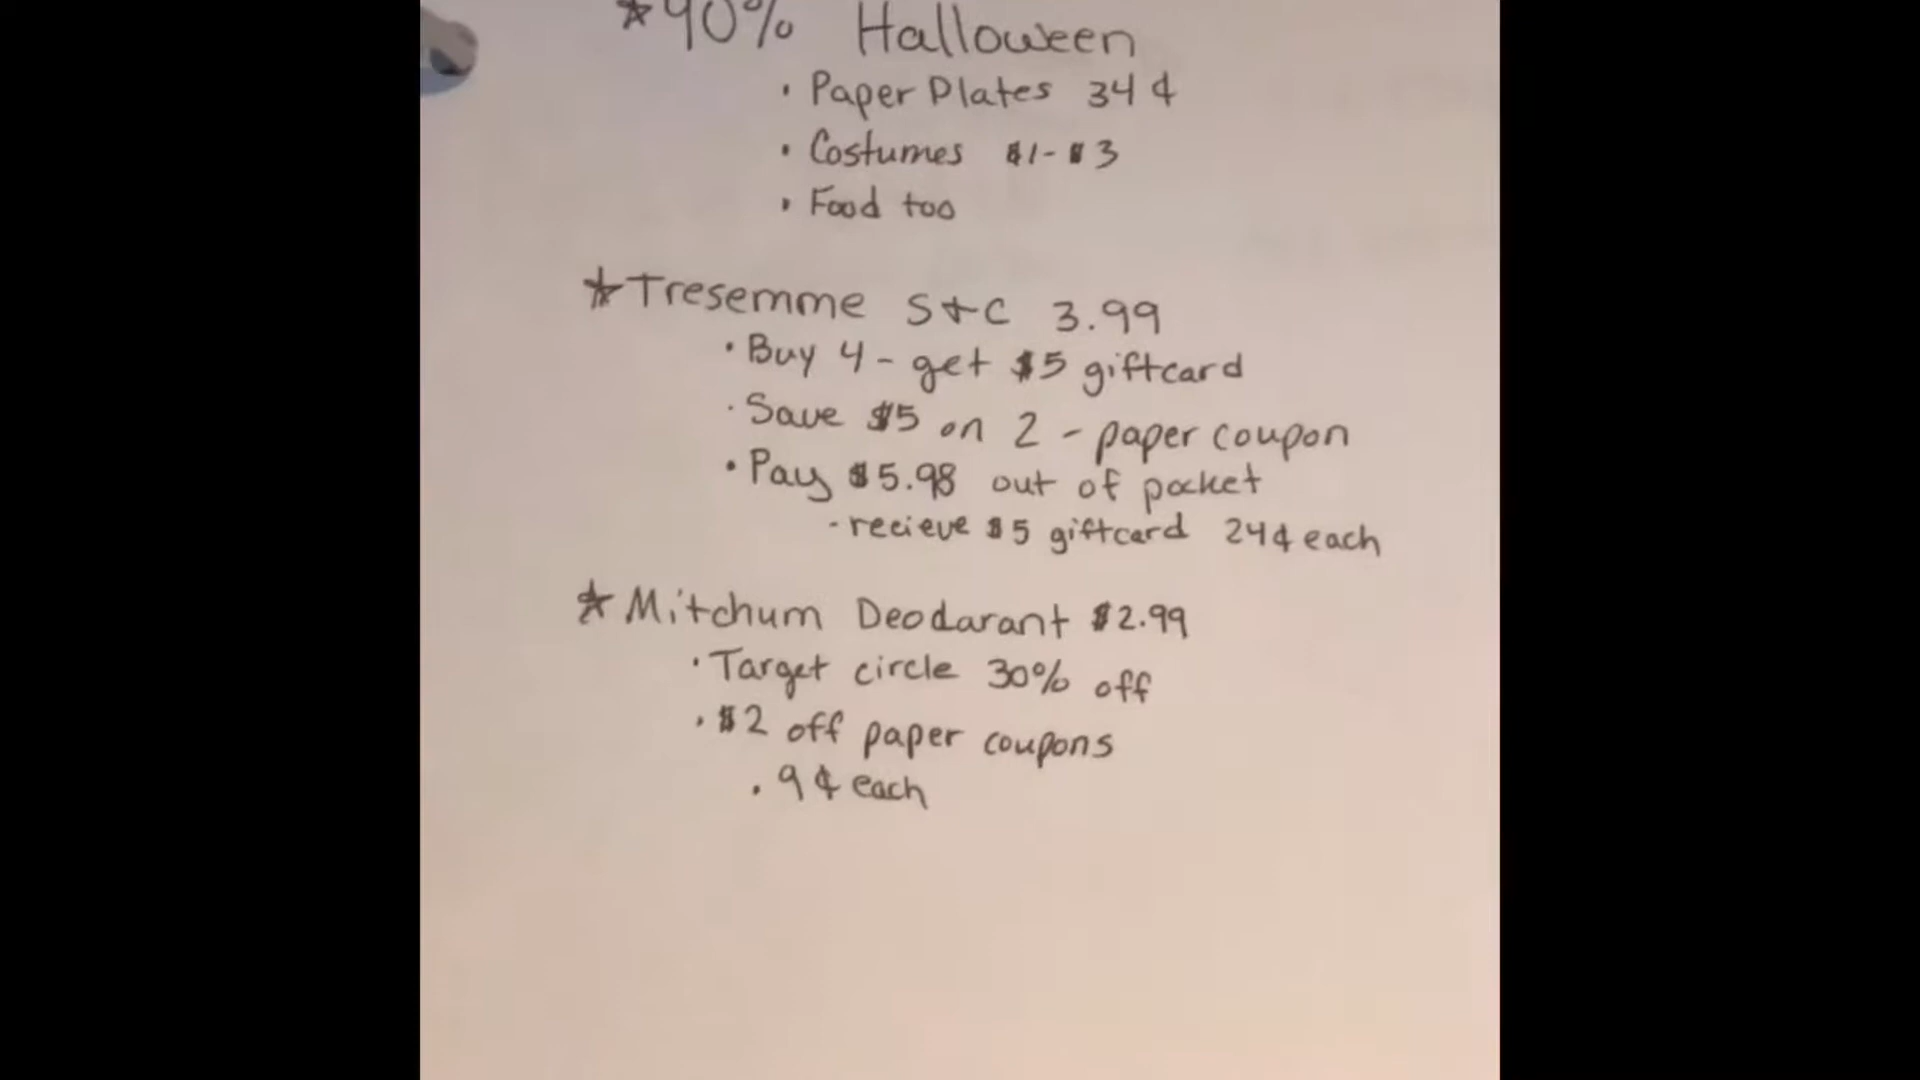 *90% Halloween
• Paper Plates 34¢
• Costumes $1-$3
• Food too
*Tresemme S+C 3.99
• Buy 4 - get $5 giftcard
• Save $5 on 2 - paper coupon
• Pay $5.98 out of pocket
- recieve $5 giftcard 24¢ each
*Mitchum Deodarant $2.99
• Target circle 30% off
• $2 off paper coupons
• 9¢ each